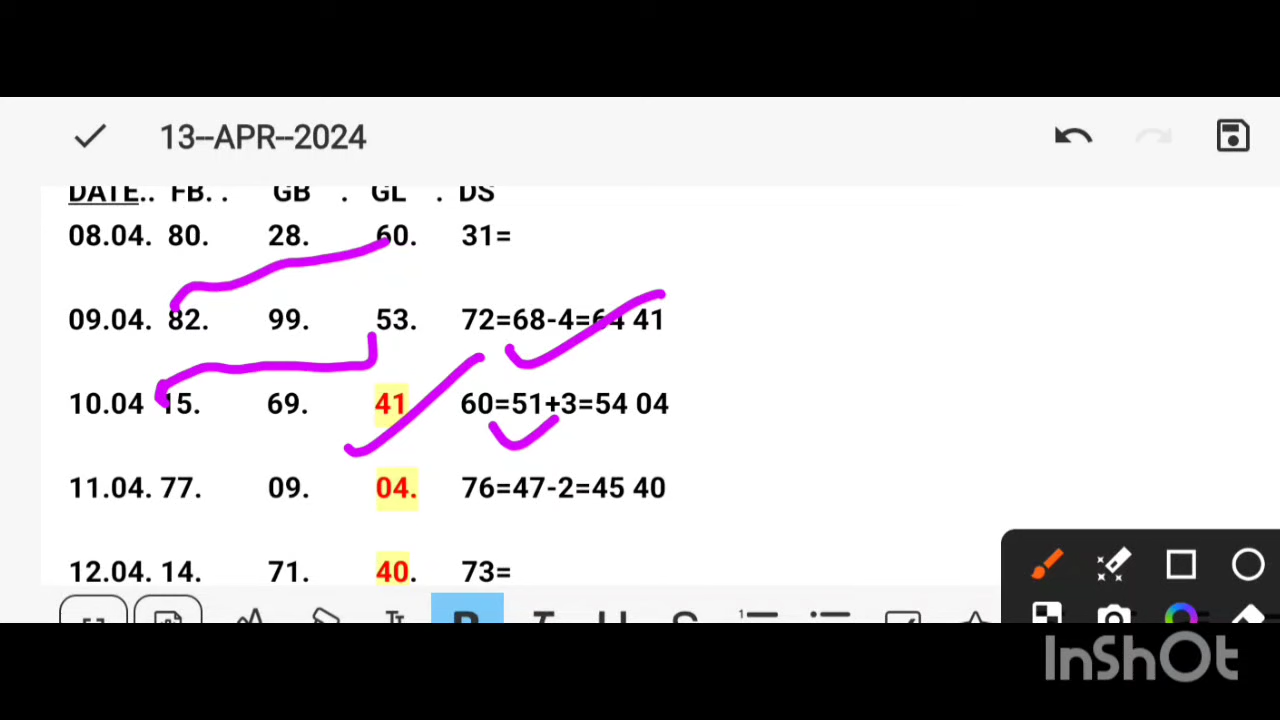 13--APR--2024
DATE.. FB. . GB . GL . DS
08.04. 80. 28. 60. 31=
09.04. 82. 99. 53. 72=68-4=64 41
10.04 15. 69. 41 60=51+3=54 04
11.04. 77. 09. 04. 76=47-2=45 40
12.04. 14. 71. 40. 73=
InShOt